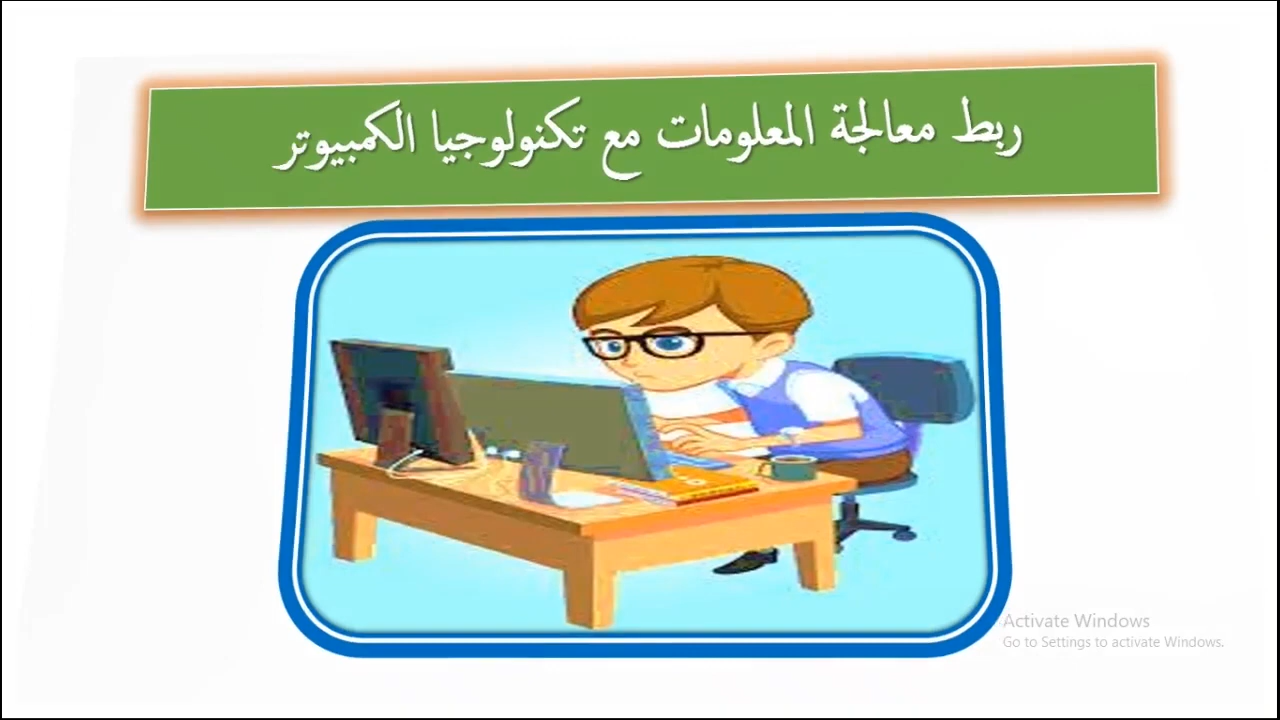 ربط معالجة المعلومات مع تكنولوجيا الكمبيوتر
Activate Windows
Go to Settings to activate Windows.